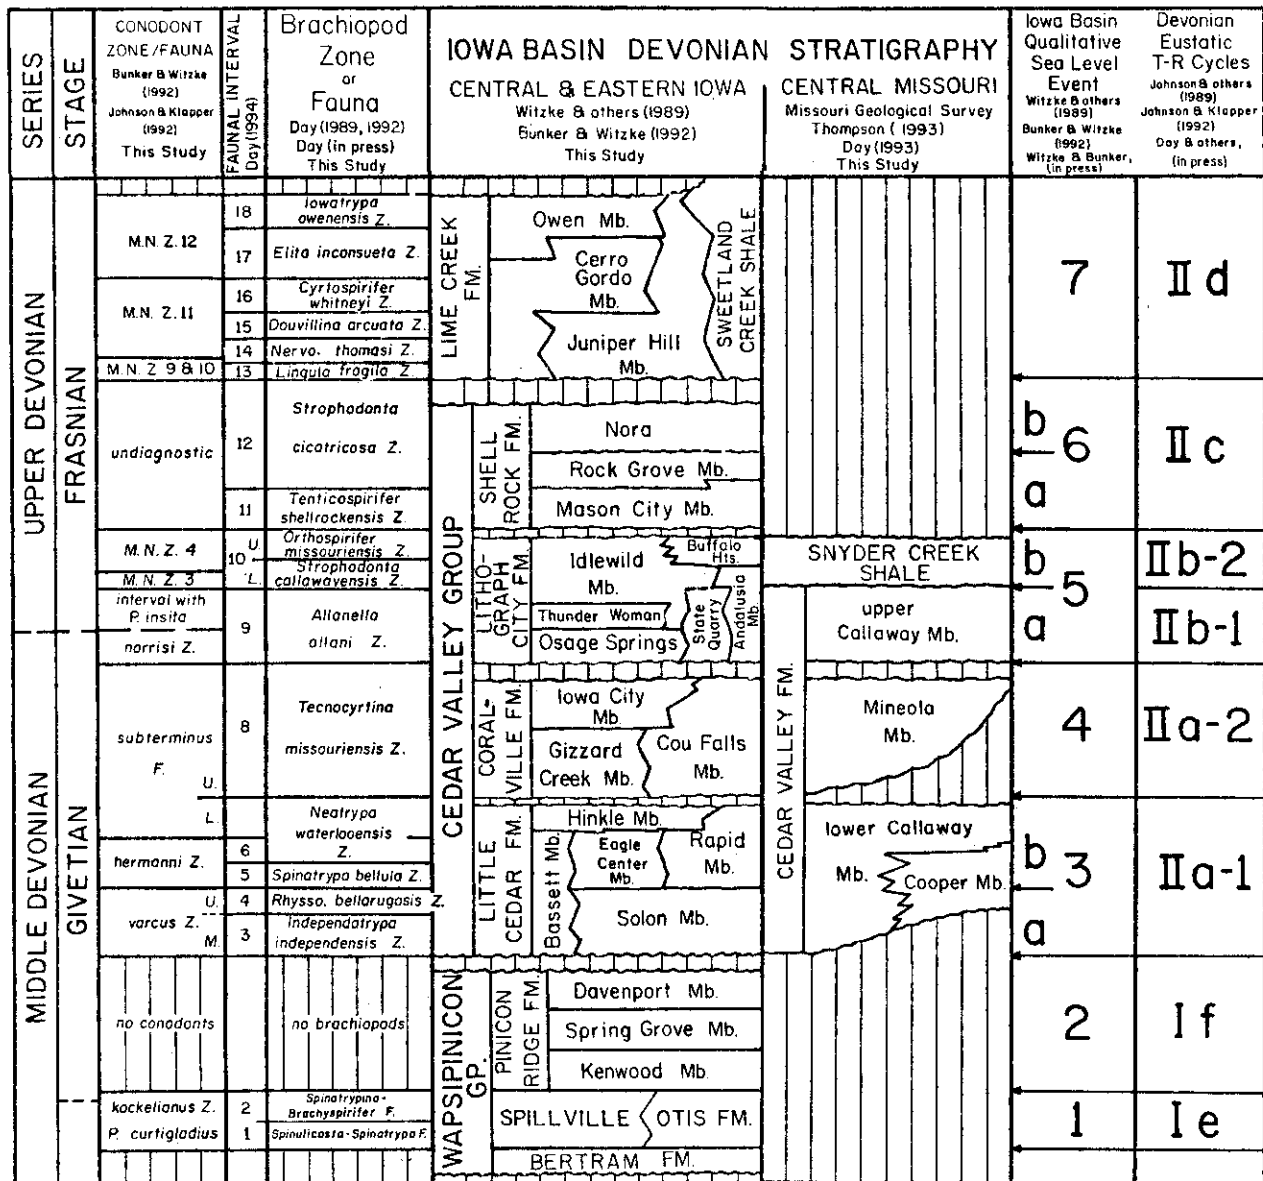 SERIES
STAGE
CONODONT
ZONE/FAUNA
Bunker & Witzke
(1992)
Johnson & Klapper
(1992)
This Study
FAUNAL INTERVAL
Day (1994)
Brachiopod
Zone
or
Fauna
Day (1989, 1992)
Day (in press)
This Study
IOWA BASIN DEVONIAN STRATIGRAPHY
CENTRAL & EASTERN IOWA
Witzke & others (1989)
Bunker & Witzke (1992)
This Study
CENTRAL MISSOURI
Missouri Geological Survey
Thompson (1993)
Day (1993)
This Study
Iowa Basin
Qualitative
Sea Level
Event
Witzke & others
(1989)
Bunker & Witzke
(1992)
Witzke & Bunker,
(in press)
Devonian
Eustatic
T-R Cycles
Johnson & others
(1989)
Johnson & Klapper
(1992)
Day & others,
(in press)
UPPER DEVONIAN
FRASNIAN
MIDDLE DEVONIAN
GIVETIAN
M.N. Z. 12
M.N. Z. 11
M.N. Z 9 & 10
undiagnostic
M.N. Z. 4
M.N. Z. 3
interval with
P. insita
norrisi Z.
subterminus
F.
U.
L.
hermanni Z.
U.
varcus Z.
M.
no conodants
kockelianus Z.
P. curtigladius
18
17
16
15
14
13
12
11
U.
10
L.
9
8
6
5
4
3
2
1
Iowatrypa
owenensis Z.
Elita inconsueta Z.
Cyrtospirifer
whitneyi Z.
Douvillina arcuata Z.
Nervo. thomasi Z.
Lingula fragila Z.
Strophodonta
cicatricosa Z.
Tenticospirifer
shellrockensis Z.
Orthospirifer
missouriensis Z.
Strophodonta
callawayensis Z.
Allanella
allani Z.
Tecnocyrtina
missouriensis Z.
Neatrypa
waterlooensis
Z.
Spinatrypa bellula Z.
Rhysso. bellarugosis Z.
Independatrypa
independensis Z.
no brachiopods
Spinatrypina-
Brachyspirifer F.
Spinulicosta-Spinatrypa F.
LIME CREEK
FM.
Owen Mb.
Cerro
Gordo
Mb.
Juniper Hill
Mb.
SWEETLAND
CREEK SHALE
CEDAR VALLEY GROUP
SHELL
ROCK FM.
Nora
Rock Grove Mb.
Mason City Mb.
LITHO-
GRAPH
CITY FM.
Idlewild
Mb.
Buffalo
Hts.
Thunder Woman
Osage Springs
State
Quarry
Andalusia
Mb.
CORAL-
VILLE FM.
Iowa City
Mb.
Gizzard
Creek Mb.
Cou Falls
Mb.
LITTLE
CEDAR FM.
Hinkle Mb.
Bassett Mb.
Eagle
Center
Mb.
Rapid
Mb.
Solon Mb.
WAPSIPINICON
GP.
PINICON
RIDGE FM.
Davenport Mb.
Spring Grove Mb.
Kenwood Mb.
SPILLVILLE
OTIS FM.
BERTRAM FM.
SNYDER CREEK
SHALE
CEDAR VALLEY FM.
upper
Callaway Mb.
Mineola
Mb.
lower Callaway
Mb.
Cooper Mb.
7
b
6
a
b
5
a
4
b
3
a
2
1
II d
II c
II b-2
II b-1
II a-2
II a-1
I f
I e